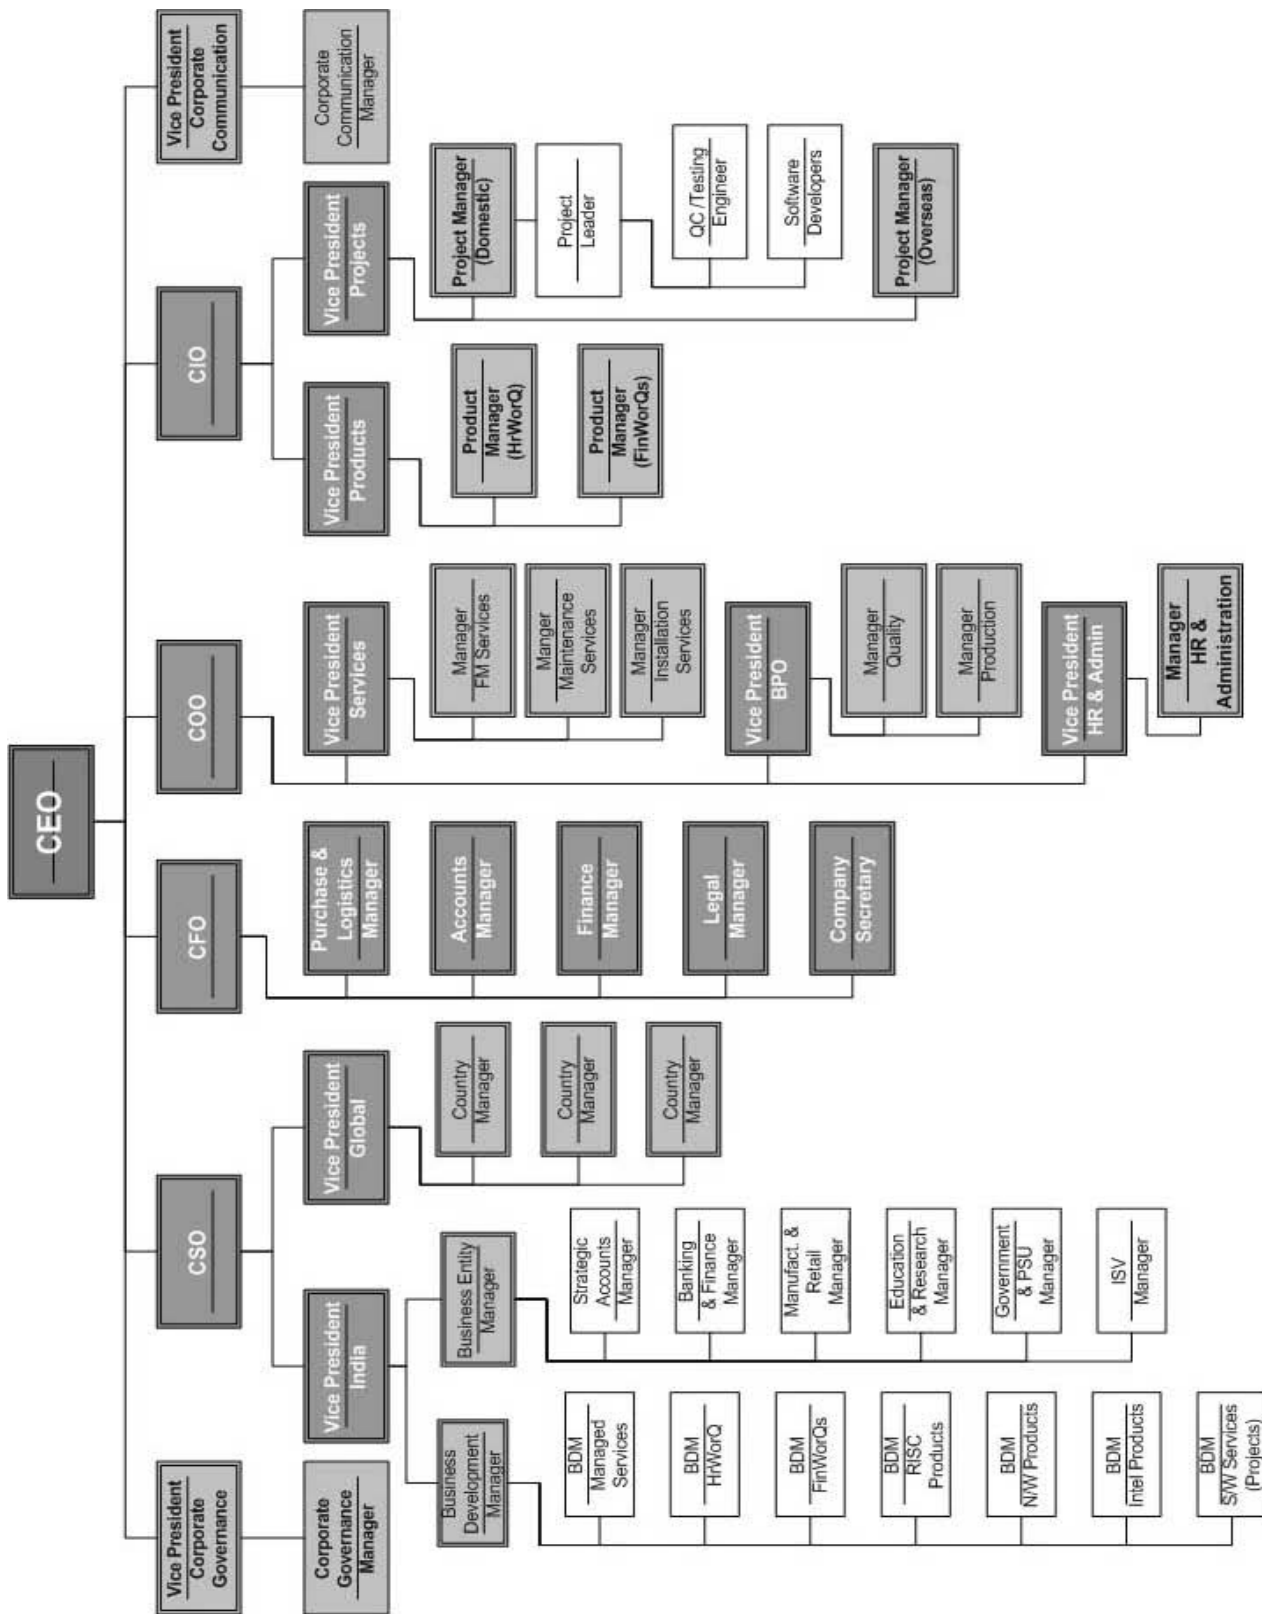 CEO
Vice President
Corporate
Governance
CSO
CFO
COO
CIO
Vice President
Corporate
Communication
Corporate
Governance
Manager
Vice President
India
Vice President
Global
Purchase &
Logistics
Manager
Vice President
Services
Vice President
Products
Vice President
Projects
Corporate
Communication
Manager
Business
Development
Manager
Business Entity
Manager
Country
Manager
Country
Manager
Country
Manager
Accounts
Manager
Finance
Manager
Legal
Manager
Company
Secretary
Manager
FM Services
Manger
Maintenance
Services
Manager
Installation
Services
Vice President
BPO
Manager
Quality
Manager
Production
Vice President
HR & Admin
Manager
HR &
Administration
Product
Manager
(HrWorQ)
Product
Manager
(FinWorQs)
Project Manager
(Domestic)
Project
Leader
QC /Testing
Engineer
Software
Developers
Project Manager
(Overseas)
BDM
Managed
Services
BDM
HrWorQ
BDM
FinWorQs
BDM
RISC
Products
BDM
N/W Products
BDM
Intel Products
BDM
S/W Services
(Projects)
Strategic
Accounts
Manager
Banking
& Finance
Manager
Manufact. &
Retail
Manager
Education
& Research
Manager
Government
& PSU
Manager
ISV
Manager